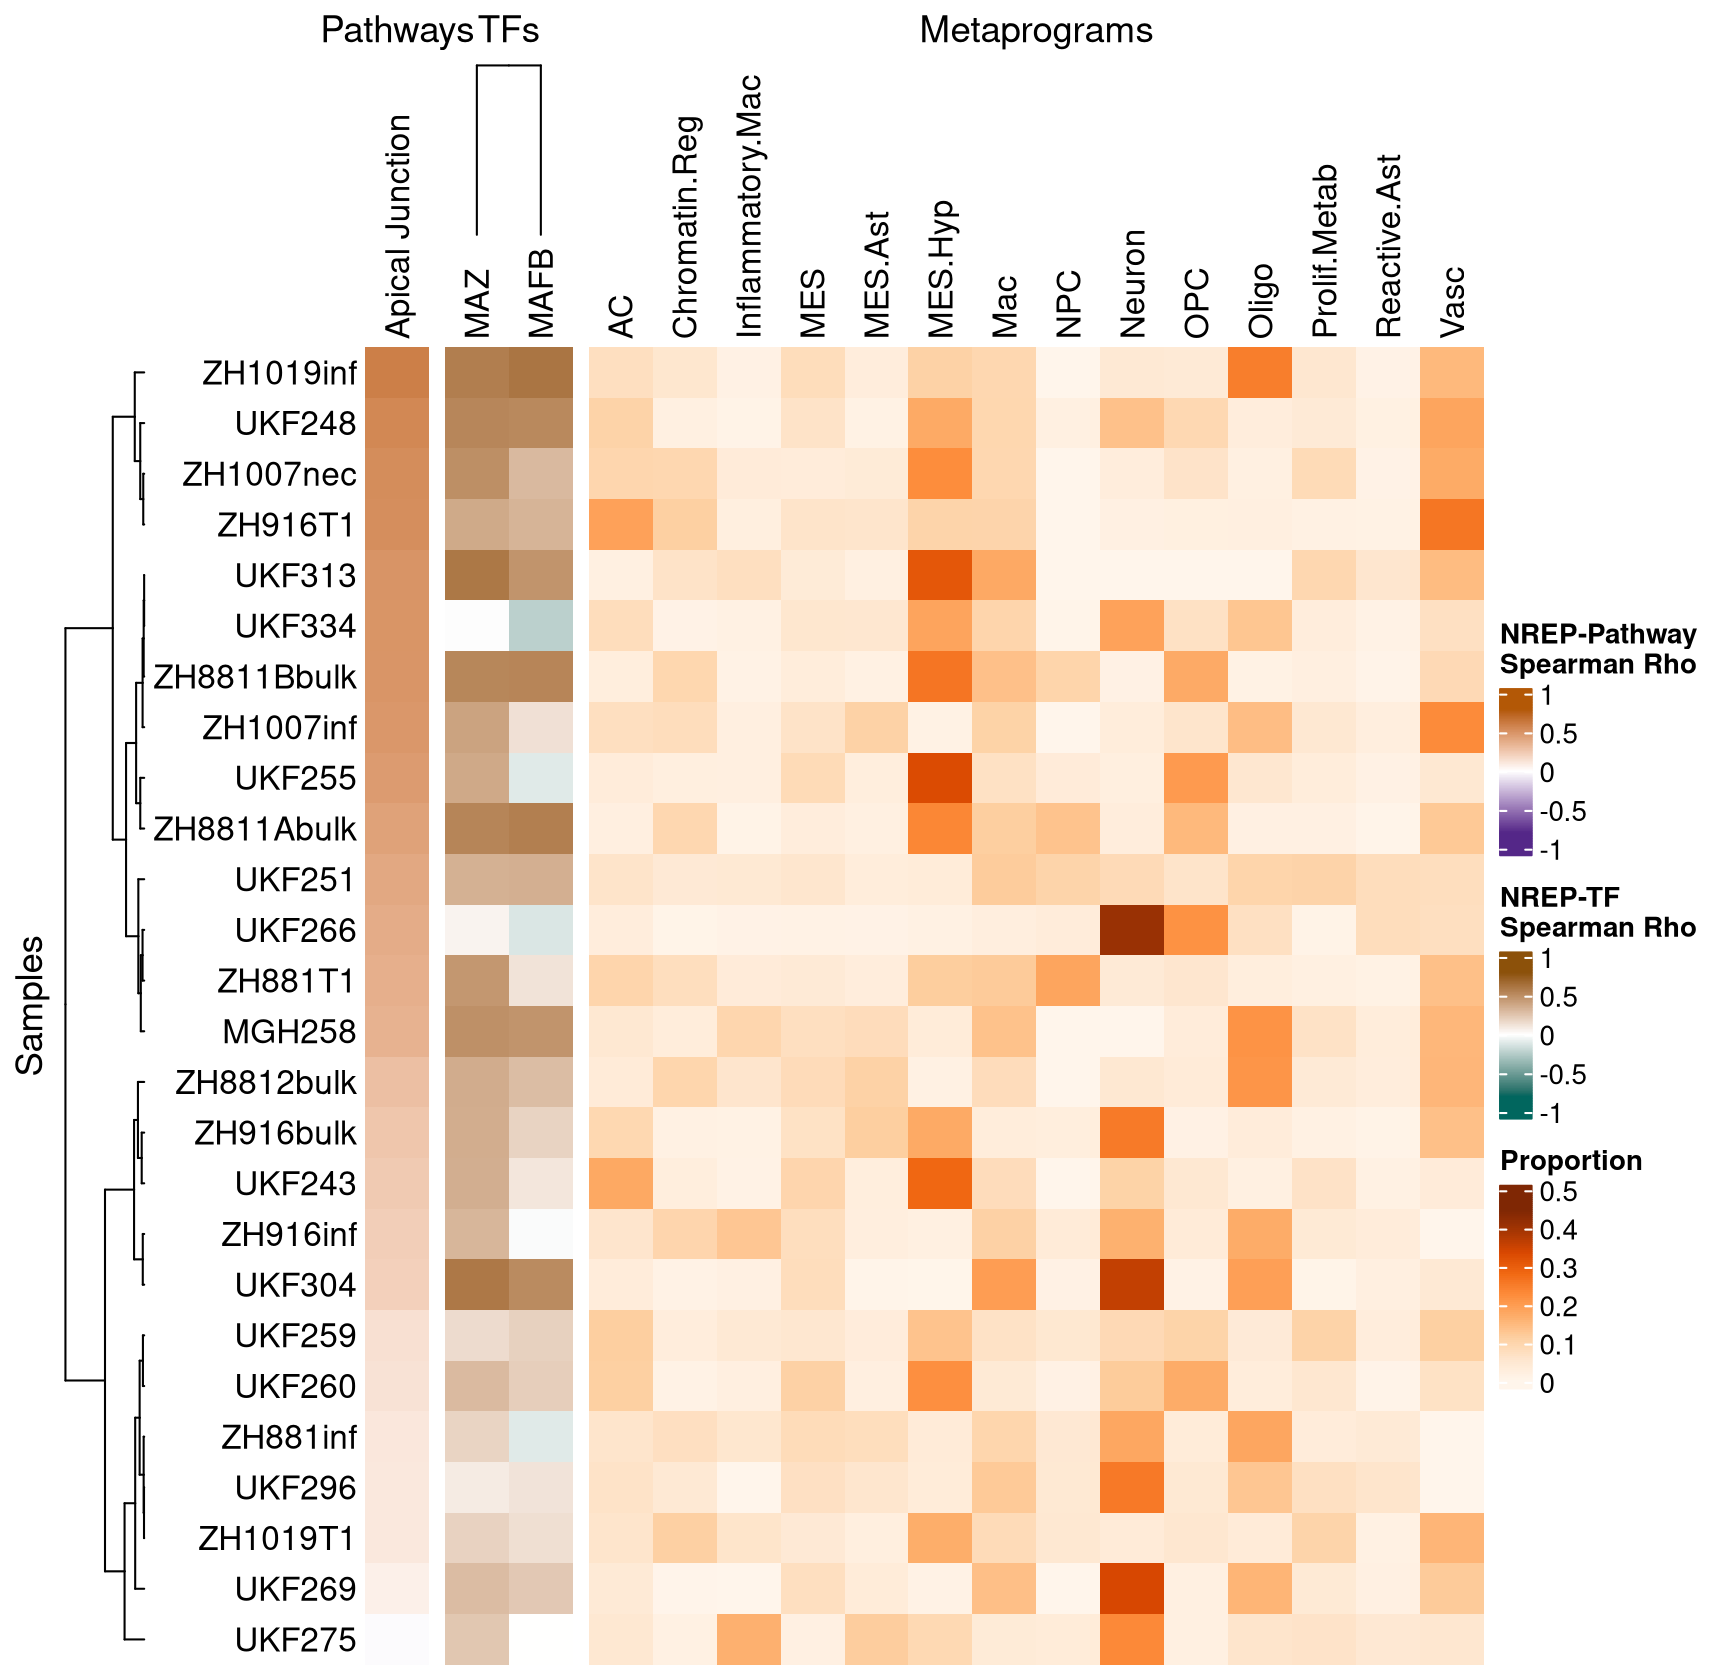 Pathways TFs Metaprograms
Apical Junction
MAZ
MAFB
AC
Chromatin.Reg
Inflammatory.Mac
MES
MES.Ast
MES.Hyp
Mac
NPC
Neuron
OPC
Oligo
Prolif.Metab
Reactive.Ast
Vasc
Samples
ZH1019inf
UKF248
ZH1007nec
ZH916T1
UKF313
UKF334
ZH8811Bbulk
ZH1007inf
UKF255
ZH8811Abulk
UKF251
UKF266
ZH881T1
MGH258
ZH8812bulk
ZH916bulk
UKF243
ZH916inf
UKF304
UKF259
UKF260
ZH881inf
UKF296
ZH1019T1
UKF269
UKF275
NREP-Pathway
Spearman Rho
1
0.5
0
-0.5
-1
NREP-TF
Spearman Rho
1
0.5
0
-0.5
-1
Proportion
0.5
0.4
0.3
0.2
0.1
0